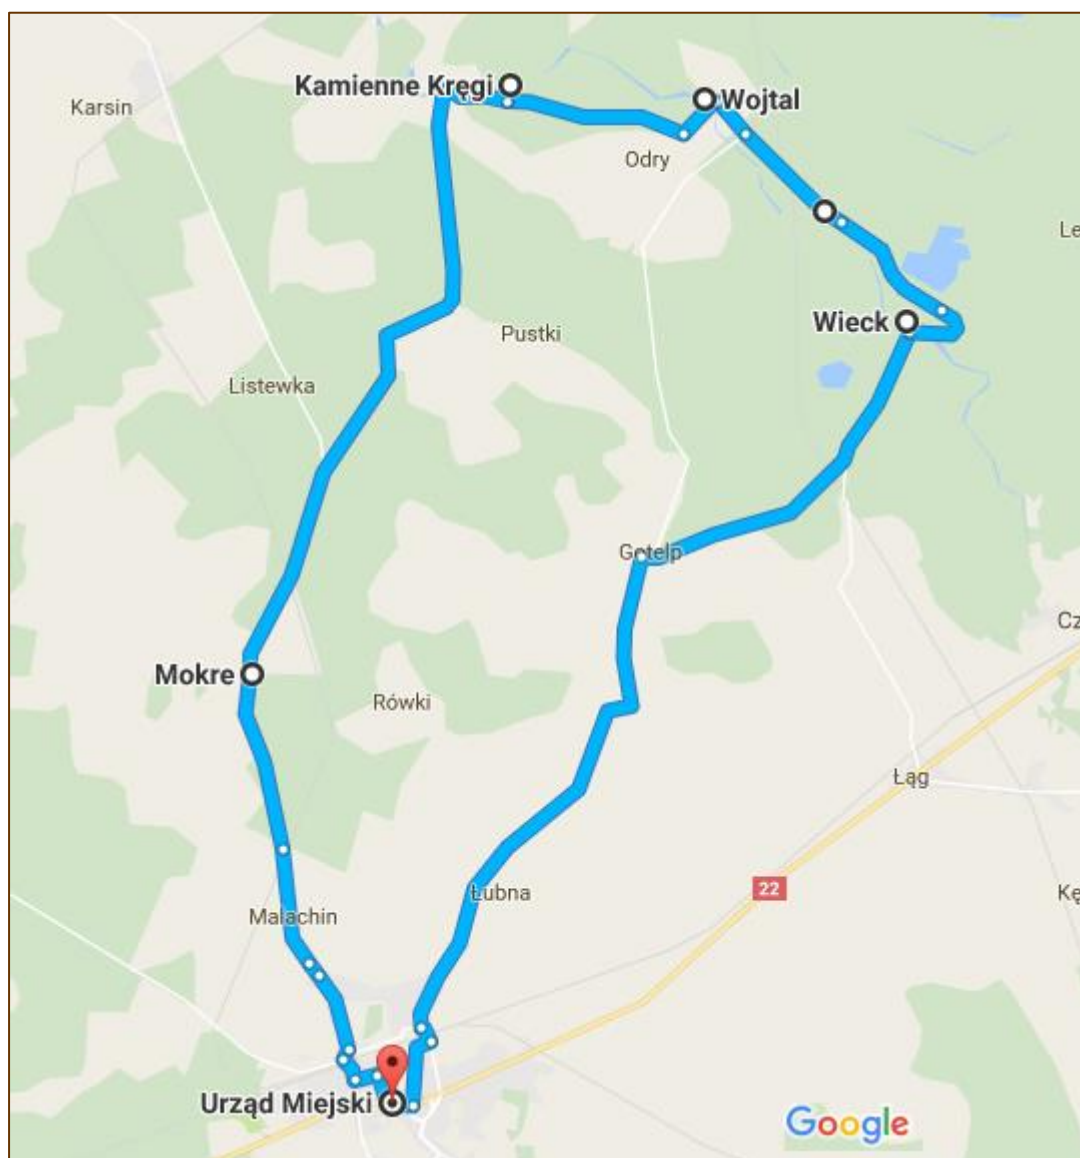 Kamienne Kręgi
Wojtal
Karsin
Odry
Le
Wieck
Pustki
Listewka
Gotelp
Cz
Mokre
Równki
Łąg
22
Łubna
Kę
Malachin
Urząd Miejski
Google